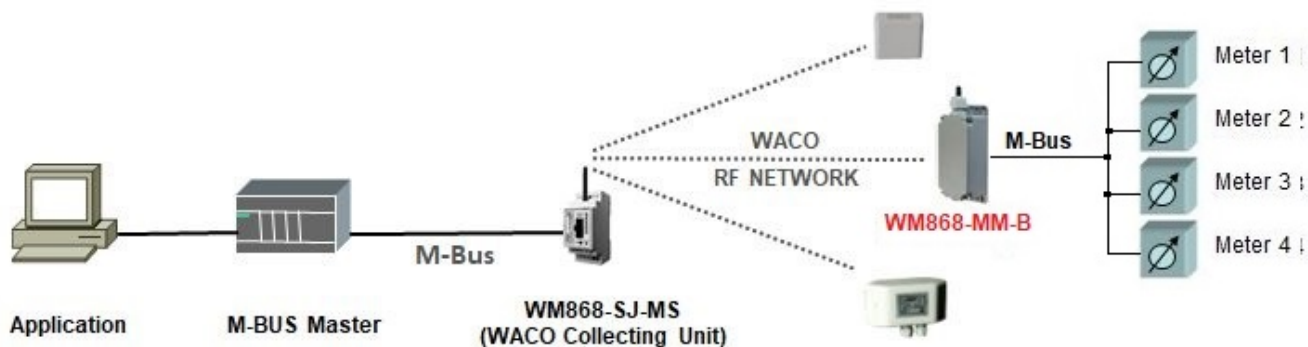 Meter 1
Meter 2
Meter 3
Meter 4
WACO
RF NETWORK
M-Bus
WM868-MM-B
M-Bus
Application
M-BUS Master
WM868-SJ-MS
(WACO Collecting Unit)